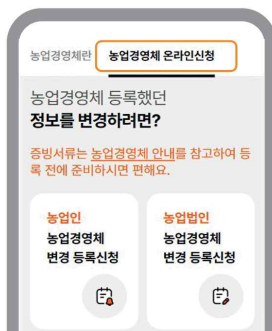 농업경영체란 농업경영체 온라인신청
농업경영체 등록했던
정보를 변경하려면?
증빙서류는 농업경영체 안내를 참고하여 등
록 전에 준비하시면 편해요.
농업인 농업법인
농업경영체 농업경영체
변경 등록신청 변경 등록신청